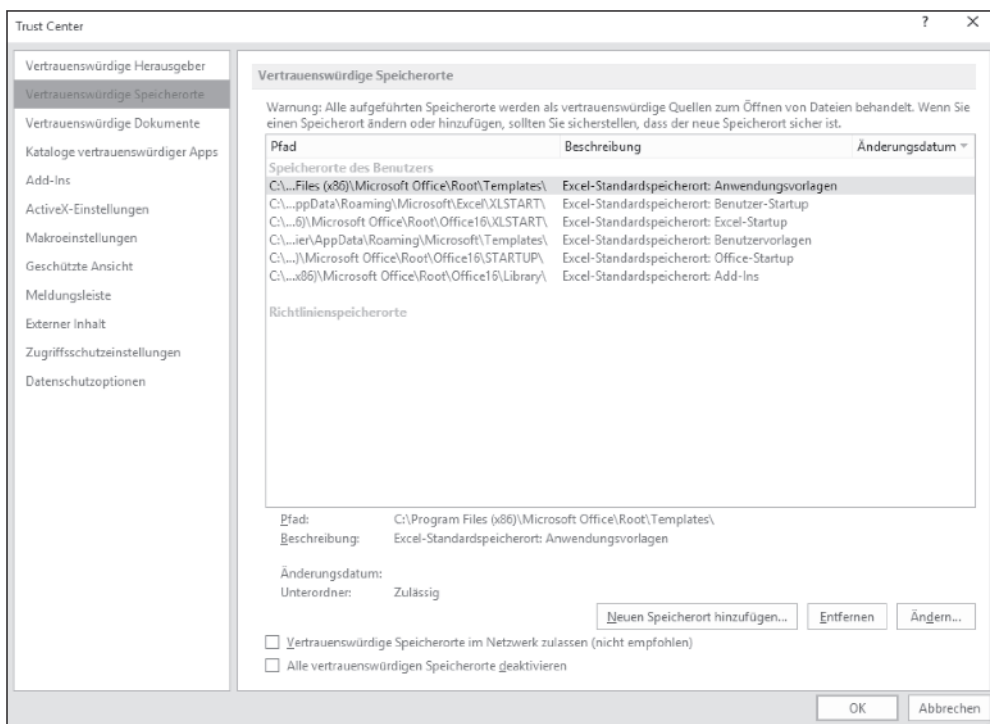 Trust Center
? ×
Vertrauenswürdige Herausgeber
Vertrauenswürdige Speicherorte
Vertrauenswürdige Dokumente
Kataloge vertrauenswürdiger Apps
Add-Ins
ActiveX-Einstellungen
Makroeinstellungen
Geschützte Ansicht
Meldungsleiste
Externer Inhalt
Zugriffsschutzeinstellungen
Datenschutzoptionen
Vertrauenswürdige Speicherorte
Warnung: Alle aufgeführten Speicherorte werden als vertrauenswürdige Quellen zum Öffnen von Dateien behandelt. Wenn Sie
einen Speicherort ändern oder hinzufügen, sollten Sie sicherstellen, dass der neue Speicherort sicher ist.
Pfad Beschreibung Änderungsdatum
Speicherorte des Benutzers
C:\...Files (x86)\Microsoft Office\Root\Templates\ Excel-Standardspeicherort: Anwendungsvorlagen
C:\...ppData\Roaming\Microsoft\Excel\XLSTART\ Excel-Standardspeicherort: Benutzer-Startup
C:\...6)\Microsoft Office\Root\Office16\XLSTART\ Excel-Standardspeicherort: Excel-Startup
C:\...ier\AppData\Roaming\Microsoft\Templates\ Excel-Standardspeicherort: Benutzervorlagen
C:\...)\Microsoft Office\Root\Office16\STARTUP\ Excel-Standardspeicherort: Office-Startup
C:\...x86)\Microsoft Office\Root\Office16\Library\ Excel-Standardspeicherort: Add-Ins
Richtlinienspeicherorte
Pfad: C:\Program Files (x86)\Microsoft Office\Root\Templates\
Beschreibung: Excel-Standardspeicherort: Anwendungsvorlagen
Änderungsdatum:
Unterordner: Zulässig
Neuen Speicherort hinzufügen... Entfernen Ändern...
Vertrauenswürdige Speicherorte im Netzwerk zulassen (nicht empfohlen)
Alle vertrauenswürdigen Speicherorte deaktivieren
OK Abbrechen